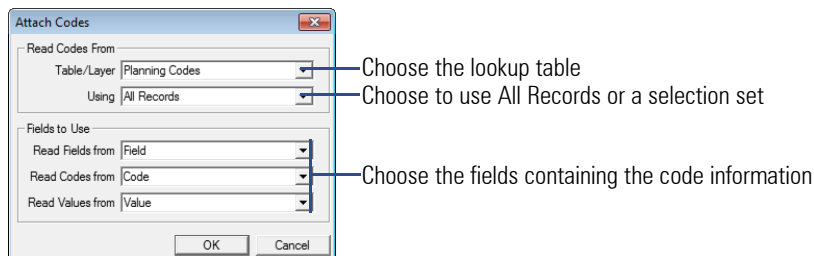 Attach Codes
Read Codes From
Table/Layer Planning Codes
Choose the lookup table
Using All Records
Choose to use All Records or a selection set
Fields to Use
Read Fields from Field
Read Codes from Code
Choose the fields containing the code information
Read Values from Value
OK Cancel